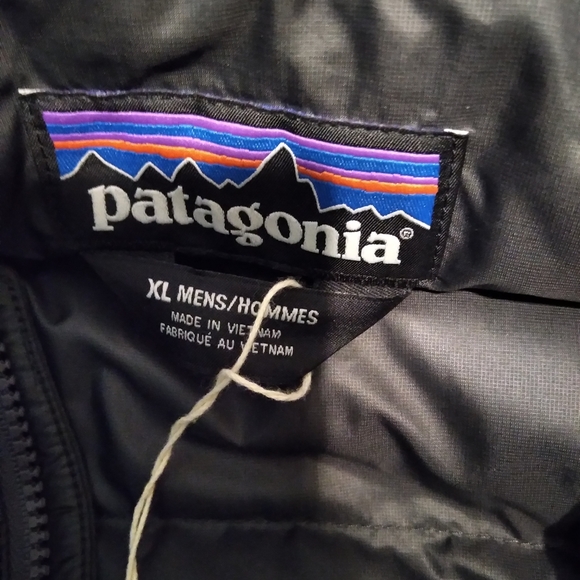 patagonia®
XL MENS/HOMMES
MADE IN VIETNAM
FABRIQUÉ AU VIETNAM